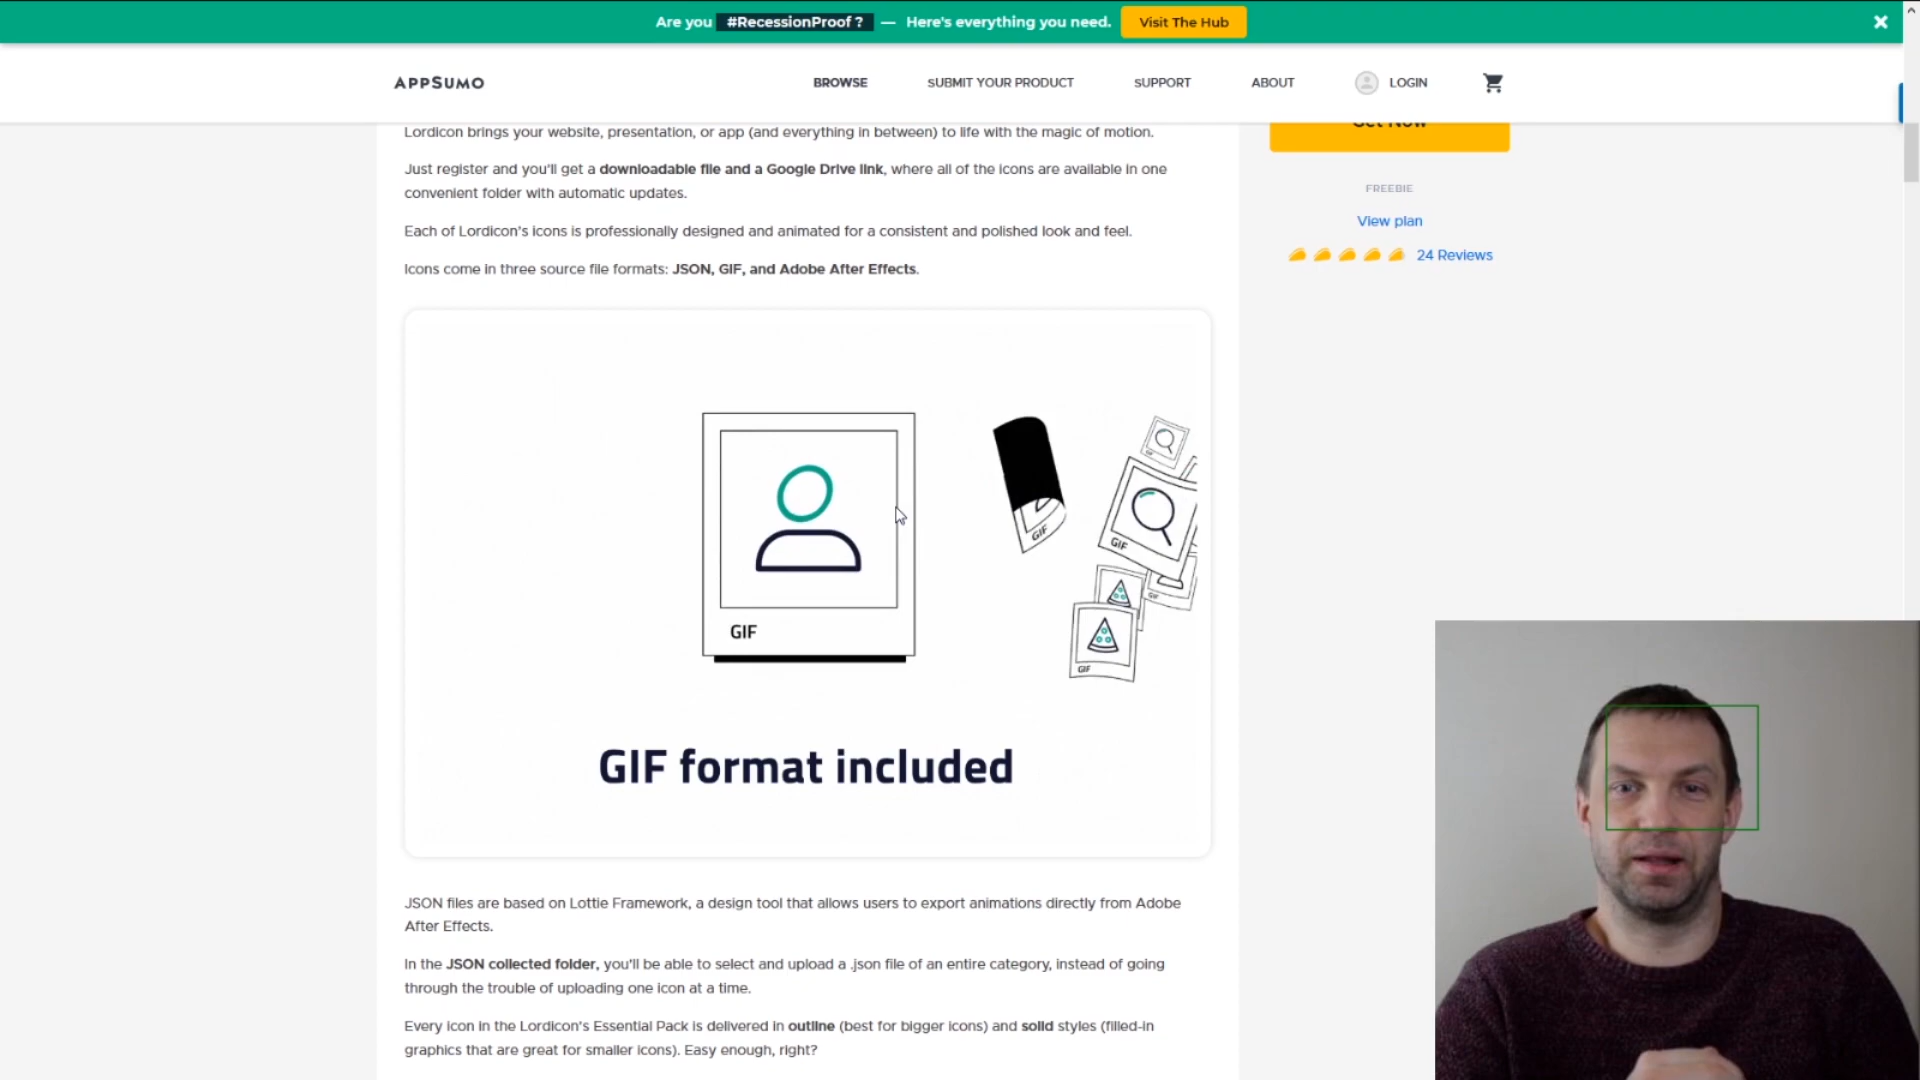 Are you #RecessionProof ? — Here's everything you need. Visit The Hub
APPSUMO BROWSE SUBMIT YOUR PRODUCT SUPPORT ABOUT LOGIN
Lordicon brings your website, presentation, or app (and everything in between) to life with the magic of motion.
Get Now
Just register and you'll get a downloadable file and a Google Drive link, where all of the icons are available in one
convenient folder with automatic updates.
FREEBIE
View plan
Each of Lordicon's icons is professionally designed and animated for a consistent and polished look and feel.
24 Reviews
Icons come in three source file formats: JSON, GIF, and Adobe After Effects.
GIF
GIF
GIF
GIF
GIF
GIF
GIF format included
JSON files are based on Lottie Framework, a design tool that allows users to export animations directly from Adobe
After Effects.
In the JSON collected folder, you'll be able to select and upload a .json file of an entire category, instead of going
through the trouble of uploading one icon at a time.
Every icon in the Lordicon's Essential Pack is delivered in outline (best for bigger icons) and solid styles (filled-in
graphics that are great for smaller icons). Easy enough, right?